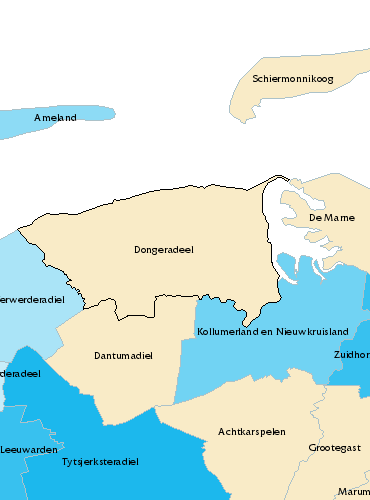 Schiermonnikoog
Ameland
De Marne
Dongeradeel
erwerderadiel
Kollumerland en Nieuwkruisland
Dantumadiel
Zuidhor
deradeel
Achtkarspelen
Leeuwarden
Grootegast
Tytsjerksteradiel
Marum